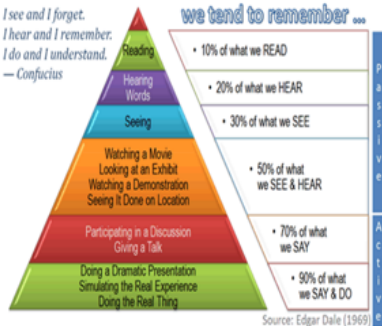 I see and I forget.
I hear and I remember.
I do and I understand.
— Confucius
we tend to remember ...
Reading
• 10% of what we READ
Hearing
Words
• 20% of what we HEAR
Seeing
• 30% of what we SEE
Watching a Movie
Looking at an Exhibit
Watching a Demonstration
Seeing It Done on Location
• 50% of what
we SEE & HEAR
Participating in a Discussion
Giving a Talk
• 70% of what
we SAY
Doing a Dramatic Presentation
Simulating the Real Experience
Doing the Real Thing
• 90% of what
we SAY & DO
Passive
Active
Source: Edgar Dale (1969)